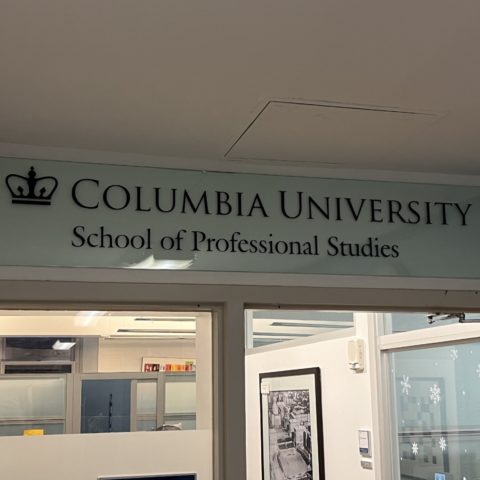 COLUMBIA UNIVERSITY
School of Professional Studies